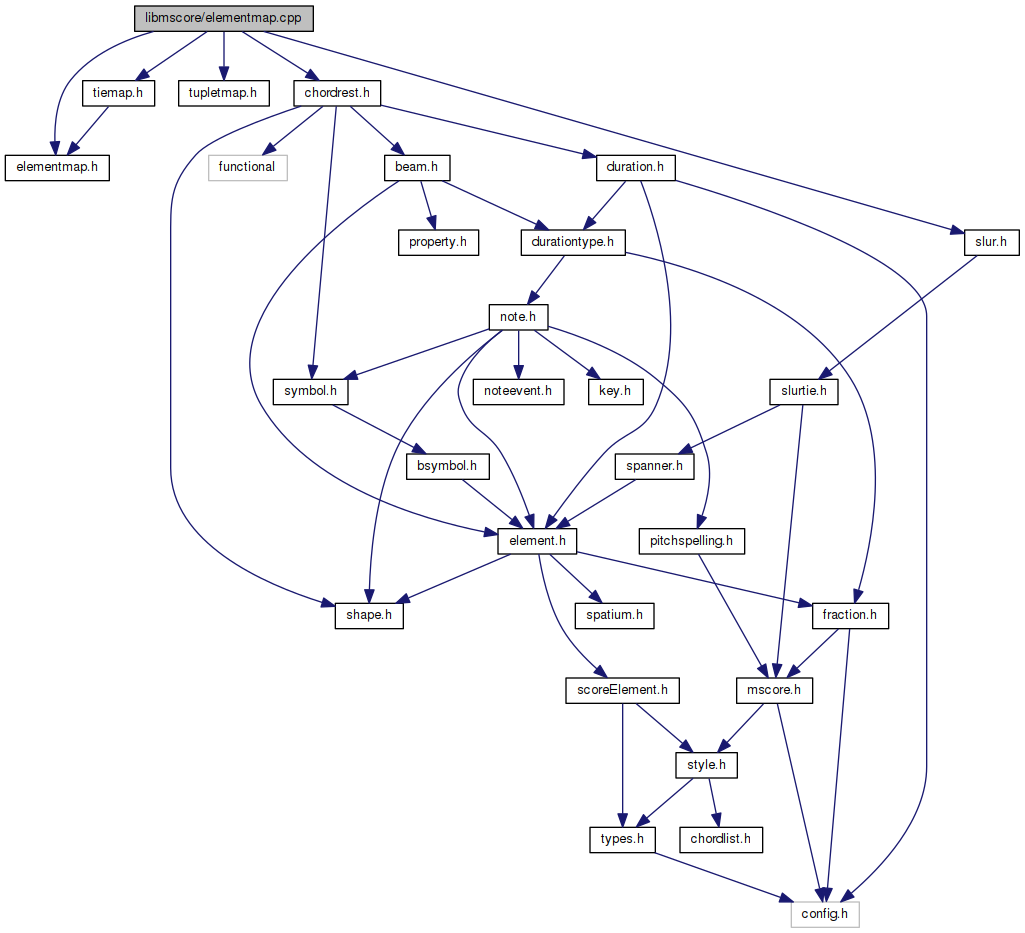 libmscore/elementmap.cpp
tiemap.h
tupletmap.h
chordrest.h
elementmap.h
functional
beam.h
duration.h
property.h
durationtype.h
slur.h
note.h
symbol.h
noteevent.h
key.h
slurtie.h
bsymbol.h
spanner.h
element.h
pitchspelling.h
shape.h
spatium.h
fraction.h
scoreElement.h
mscore.h
style.h
types.h
chordlist.h
config.h